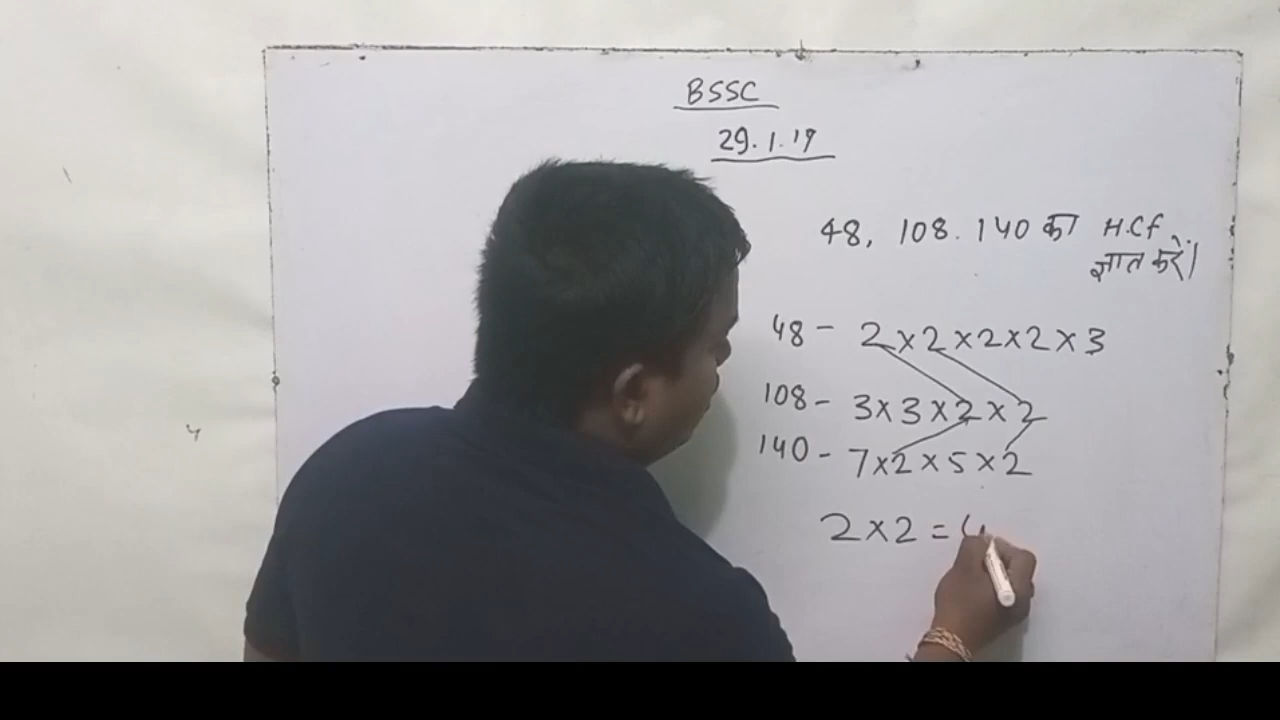 BSSC
29.1.19
48, 108. 140 का H.Cf.
ज्ञात करें।
48 - 2×2×2×2×3
108 - 3×3×2×2
140 - 7×2×5×2
2×2=4